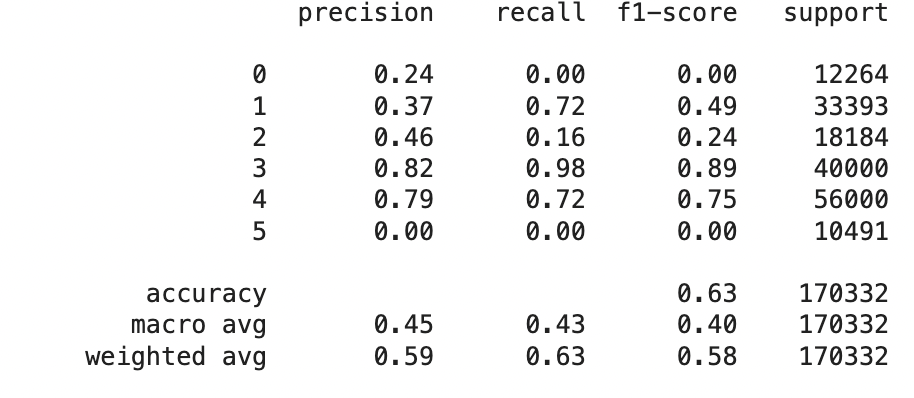 precision recall f1-score support
0 0.24 0.00 0.00 12264
1 0.37 0.72 0.49 33393
2 0.46 0.16 0.24 18184
3 0.82 0.98 0.89 40000
4 0.79 0.72 0.75 56000
5 0.00 0.00 0.00 10491
accuracy 0.63 170332
macro avg 0.45 0.43 0.40 170332
weighted avg 0.59 0.63 0.58 170332